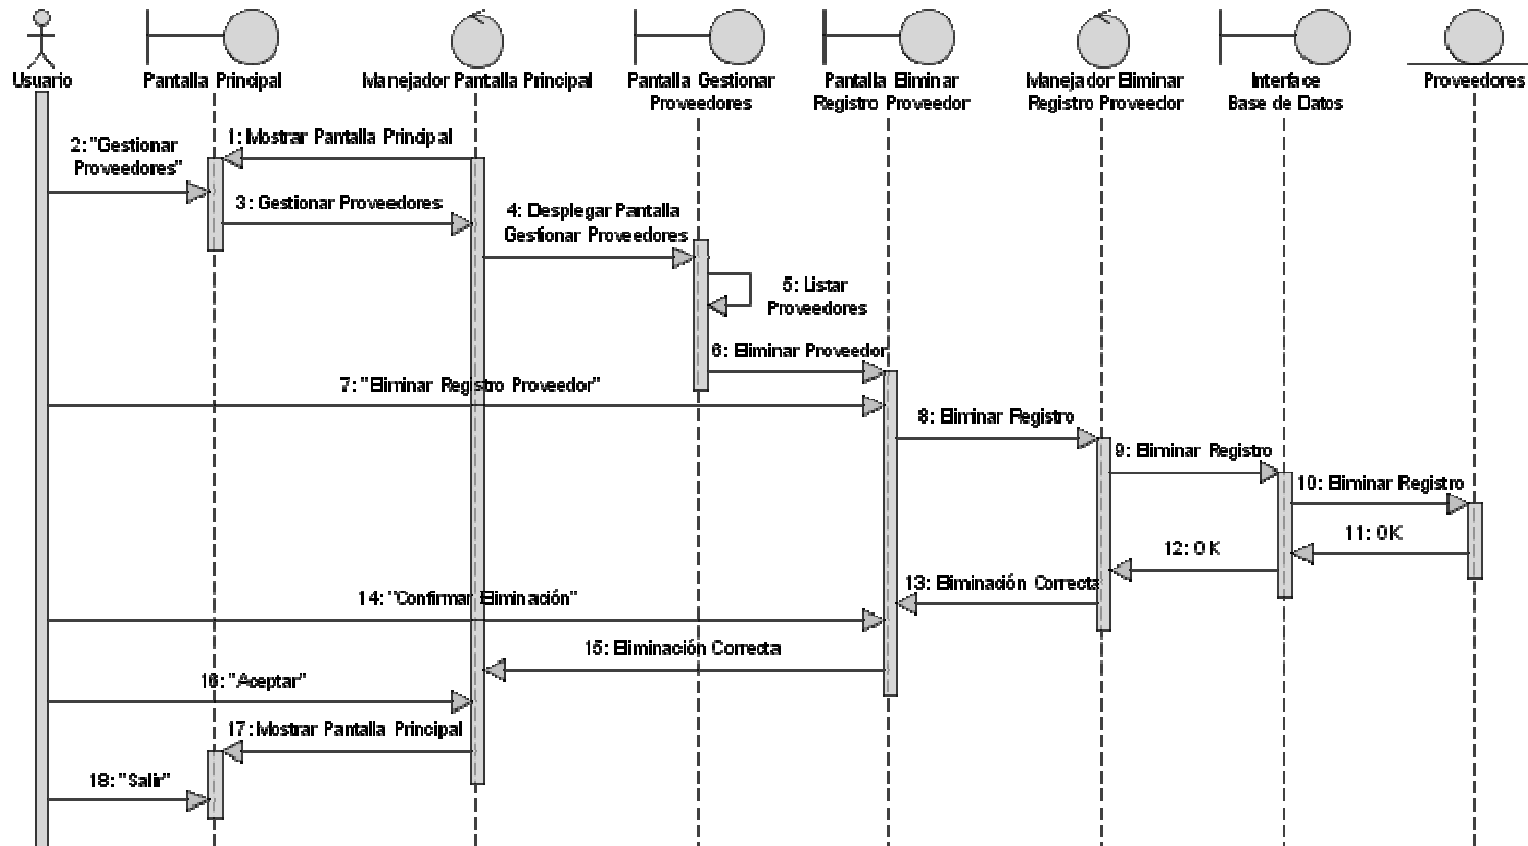 Usuario
Pantalla Principal
Manejador Pantalla Principal
Pantalla Gestionar
Proveedores
Pantalla Eliminar
Registro Proveedor
Manejador Eliminar
Registro Proveedor
Interface
Base de Datos
Proveedores
1: Mostrar Pantalla Principal
2: "Gestionar
Proveedores"
3: Gestionar Proveedores
4: Desplegar Pantalla
Gestionar Proveedores
5: Listar
Proveedores
6: Eliminar Proveedor
7: "Eliminar Registro Proveedor"
8: Eliminar Registro
9: Eliminar Registro
10: Eliminar Registro
11: OK
12: OK
13: Eliminación Correcta
14: "Confirmar Eliminación"
15: Eliminación Correcta
16: "Aceptar"
17: Mostrar Pantalla Principal
18: "Salir"